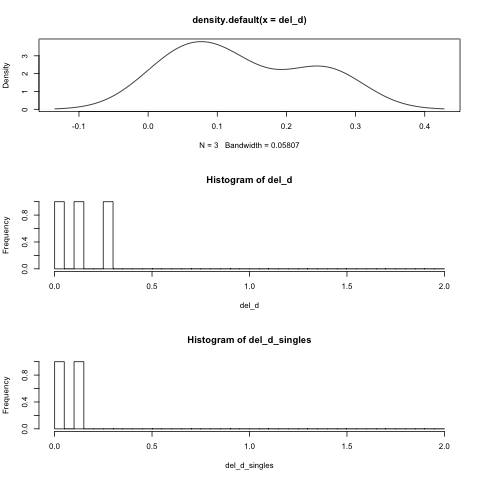 density.default(x = del_d)
Density
0 1 2 3
-0.1 0.0 0.1 0.2 0.3 0.4
N = 3 Bandwidth = 0.05807
Histogram of del_d
Frequency
0.0 0.4 0.8
0.0 0.5 1.0 1.5 2.0
del_d
Histogram of del_d_singles
Frequency
0.0 0.4 0.8
0.0 0.5 1.0 1.5 2.0
del_d_singles